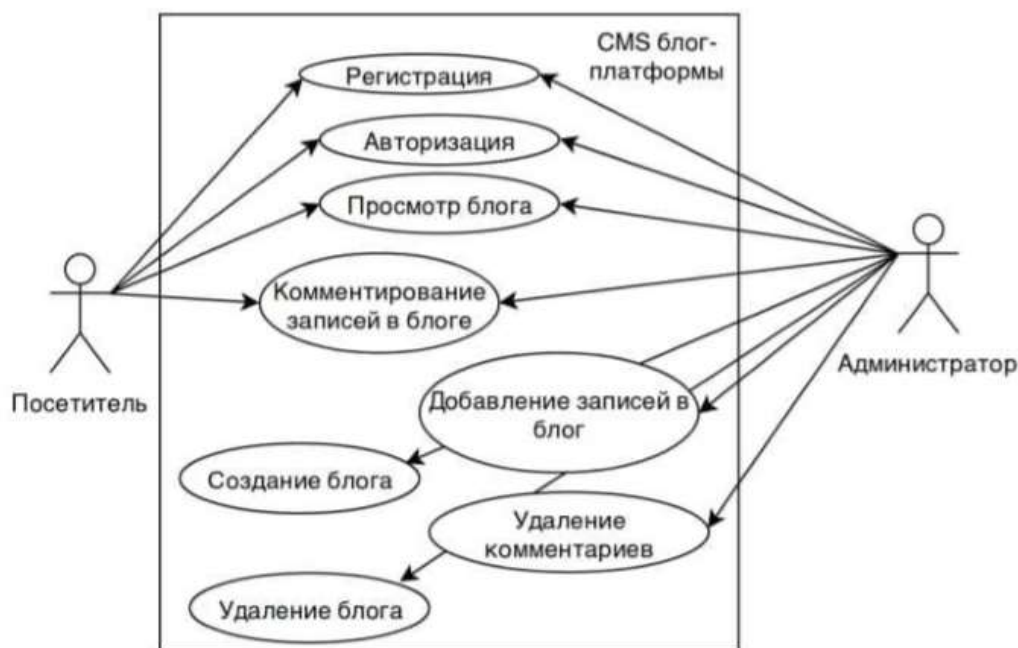 CMS блог-
платформы
Регистрация
Авторизация
Просмотр блога
Комментирование
записей в блоге
Посетитель
Администратор
Добавление записей в
блог
Создание блога
Удаление
комментариев
Удаление блога